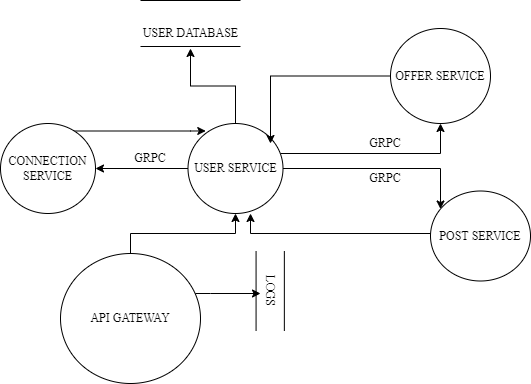 USER DATABASE
OFFER SERVICE
GRPC
CONNECTION
SERVICE
GRPC
USER SERVICE
GRPC
POST SERVICE
LOGS
API GATEWAY